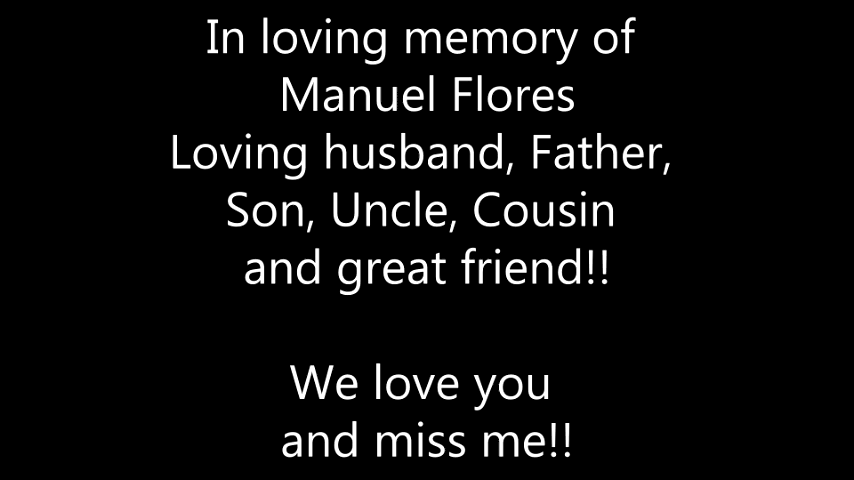 In loving memory of
Manuel Flores
Loving husband, Father,
Son, Uncle, Cousin
and great friend!!
We love you
and miss me!!